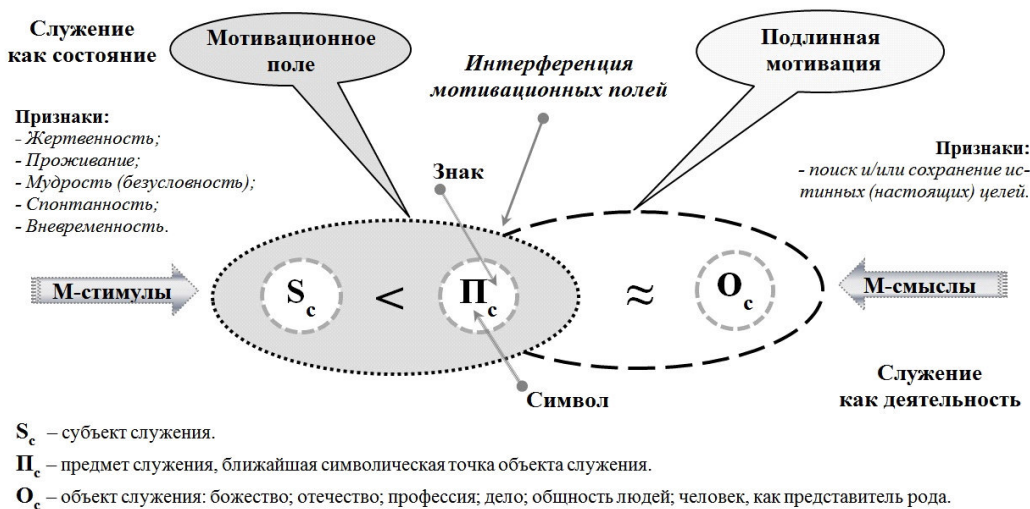 Служение
как состояние
Мотивационное
поле
Интерференция
мотивационных полей
Подлинная
мотивация
Признаки:
- Жертвенность;
- Проживание;
- Мудрость (безусловность);
- Спонтанность;
- Вневременность.
Знак
Признаки:
- поиск и/или сохранение ис-
тинных (настоящих) целей.
М-стимулы
Sс < Пс ≈ Oс
М-смыслы
Символ
Служение
как деятельность
Sс – субъект служения.
Пс – предмет служения, ближайшая символическая точка объекта служения.
Oс – объект служения: божество; отечество; профессия; дело; общность людей; человек, как представитель рода.